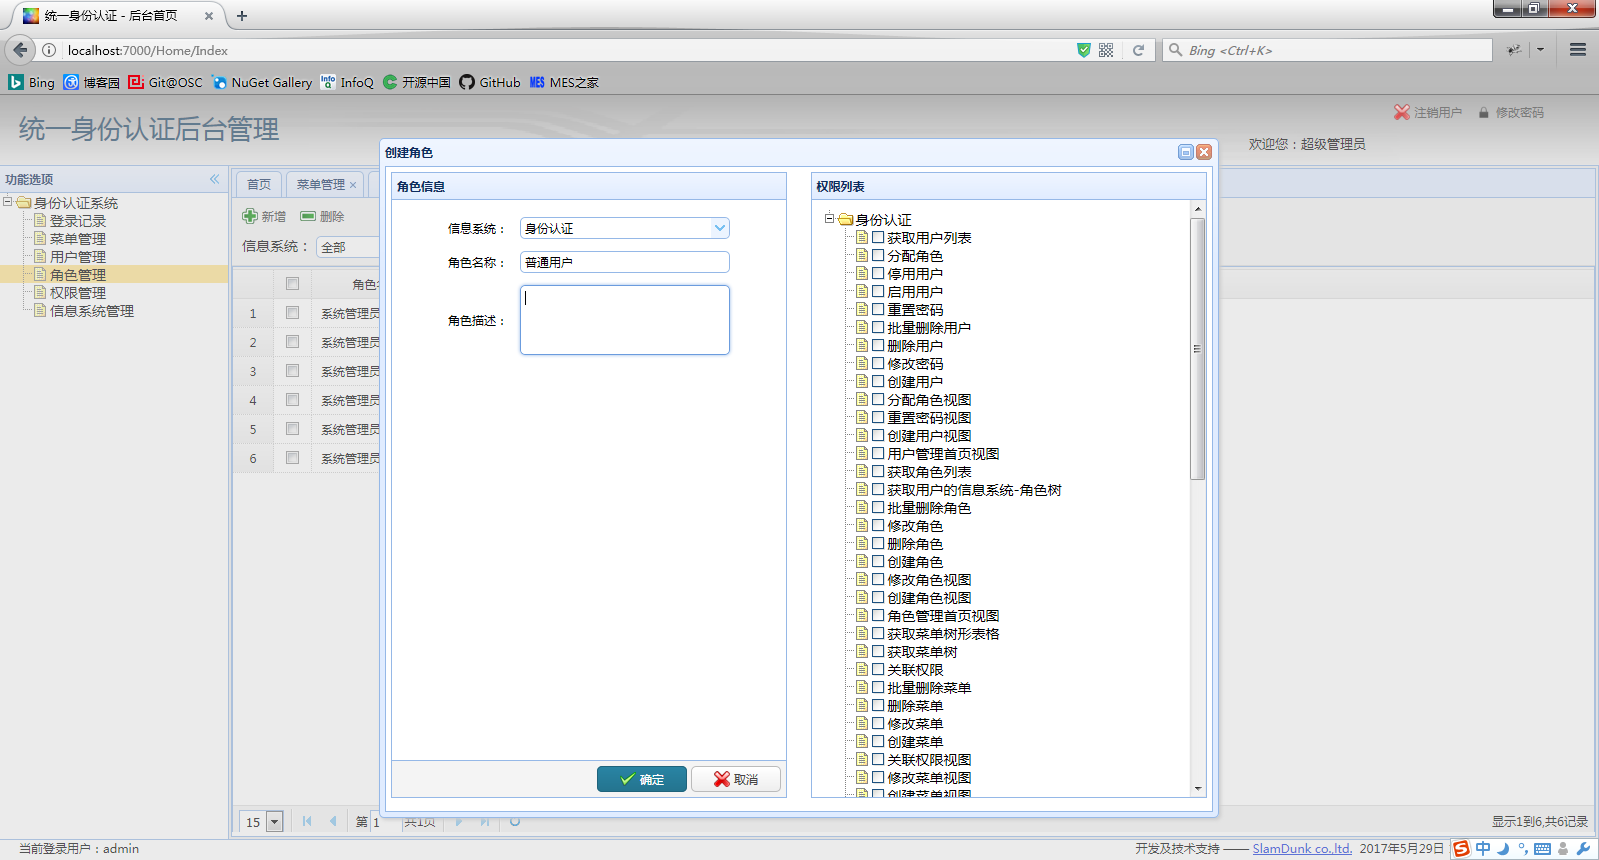 统一身份认证 - 后台首页
localhost:7000/Home/Index
Bing <Ctrl+K>
Bing 博客园 Git@OSC NuGet Gallery InfoQ 开源中国 GitHub MES之家
统一身份认证后台管理
注销用户 修改密码
欢迎您：超级管理员
功能选项
身份认证系统
登录记录
菜单管理
用户管理
角色管理
权限管理
信息系统管理
首页 菜单管理
新增 删除
信息系统： 全部
角色
1 系统管理员
2 系统管理员
3 系统管理员
4 系统管理员
5 系统管理员
6 系统管理员
创建角色
角色信息
信息系统： 身份认证
角色名称： 普通用户
角色描述：
确定 取消
权限列表
身份认证
获取用户列表
分配角色
停用用户
启用用户
重置密码
批量删除用户
删除用户
修改密码
创建用户
分配角色视图
重置密码视图
创建用户视图
用户管理首页视图
获取角色列表
获取用户的信息系统-角色树
批量删除角色
修改角色
删除角色
创建角色
修改角色视图
创建角色视图
角色管理首页视图
获取菜单树形表格
获取菜单树
关联权限
批量删除菜单
删除菜单
修改菜单
创建菜单
关联权限视图
修改菜单视图
创建菜单视图
15 第 1 共1页
显示1到6,共6记录
当前登录用户：admin
开发及技术支持 —— SlamDunk co.,ltd. 2017年5月29日
中